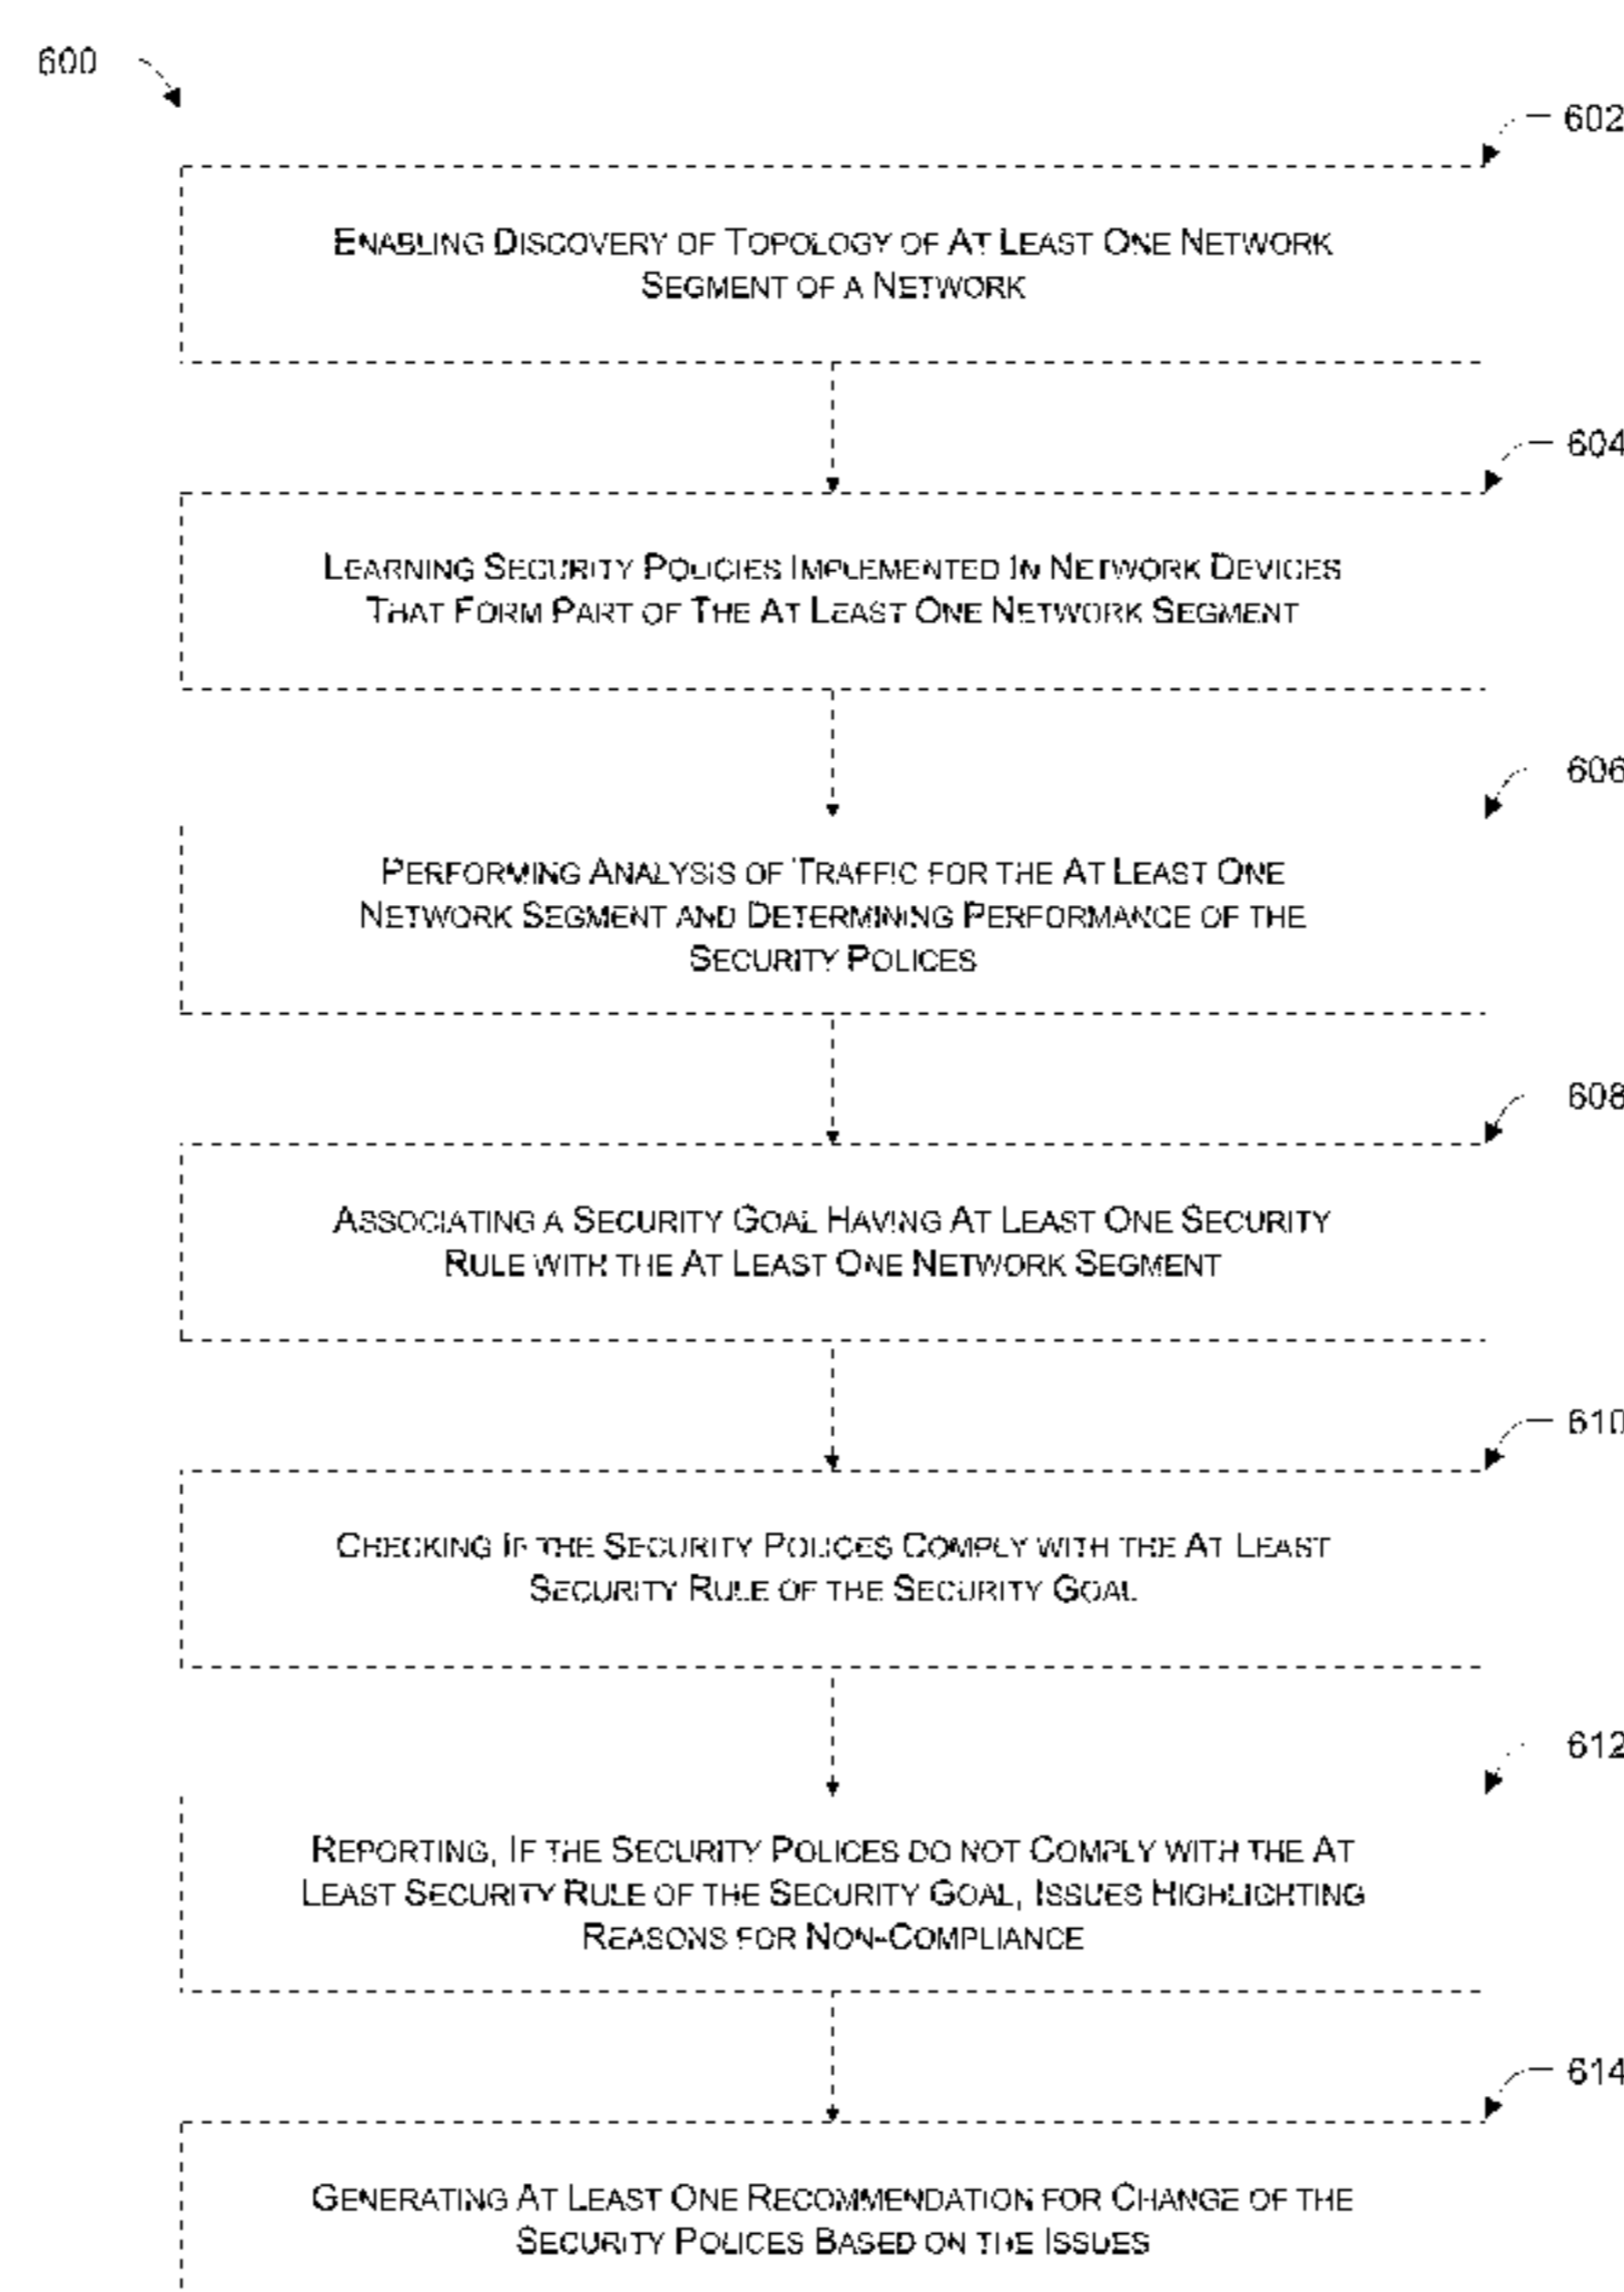 600
602
ENABLING DISCOVERY OF TOPOLOGY OF AT LEAST ONE NETWORK
SEGMENT OF A NETWORK
604
LEARNING SECURITY POLICIES IMPLEMENTED IN NETWORK DEVICES
THAT FORM PART OF THE AT LEAST ONE NETWORK SEGMENT
606
PERFORMING ANALYSIS OF TRAFFIC FOR THE AT LEAST ONE
NETWORK SEGMENT AND DETERMINING PERFORMANCE OF THE
SECURITY POLICES
608
ASSOCIATING A SECURITY GOAL HAVING AT LEAST ONE SECURITY
RULE WITH THE AT LEAST ONE NETWORK SEGMENT
610
CHECKING IF THE SECURITY POLICES COMPLY WITH THE AT LEAST
SECURITY RULE OF THE SECURITY GOAL
612
REPORTING, IF THE SECURITY POLICES DO NOT COMPLY WITH THE AT
LEAST SECURITY RULE OF THE SECURITY GOAL, ISSUES HIGHLIGHTING
REASONS FOR NON-COMPLIANCE
614
GENERATING AT LEAST ONE RECOMMENDATION FOR CHANGE OF THE
SECURITY POLICES BASED ON THE ISSUES